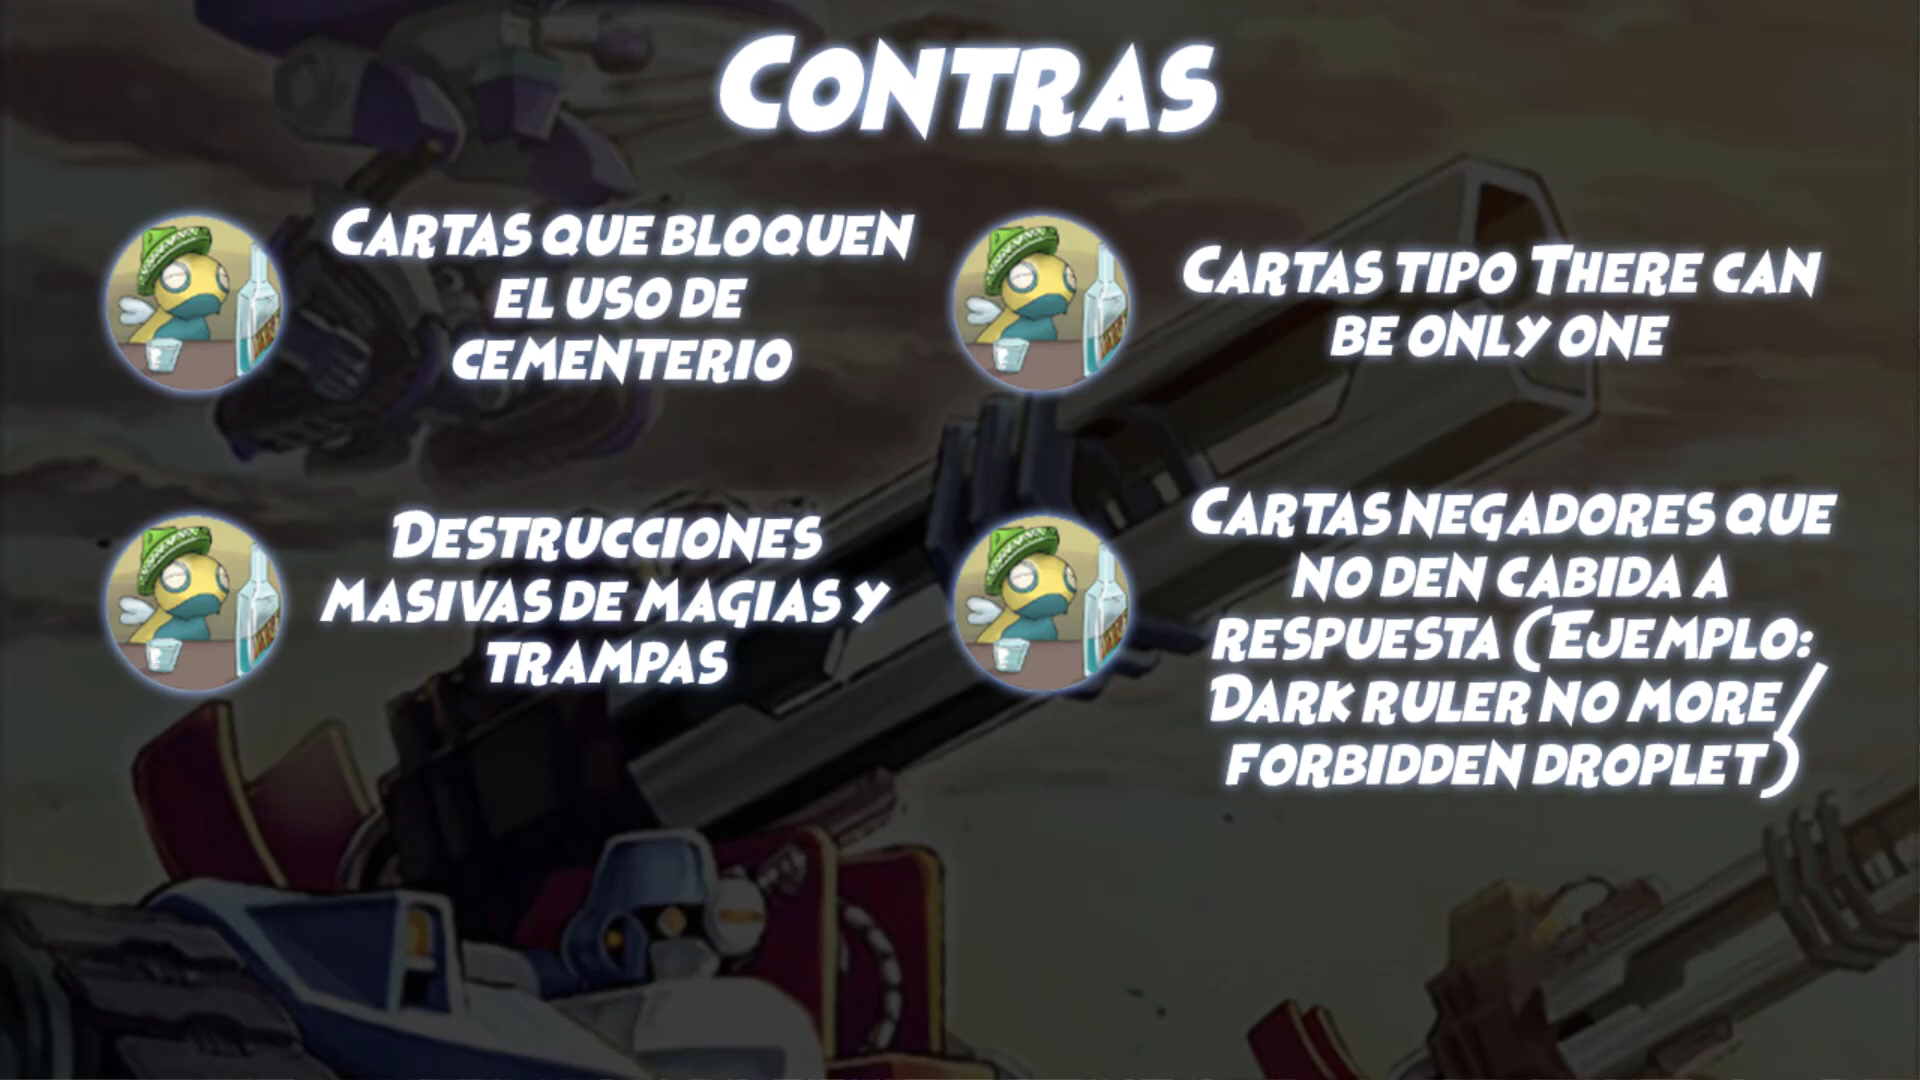 Contras
Cartas que bloquen
el uso de
cementerio
Cartas tipo There can
be only one
Destrucciones
masivas de magias y
trampas
Cartas negadores que
no den cabida a
respuesta (Ejemplo:
Dark ruler no more/
forbidden droplet)